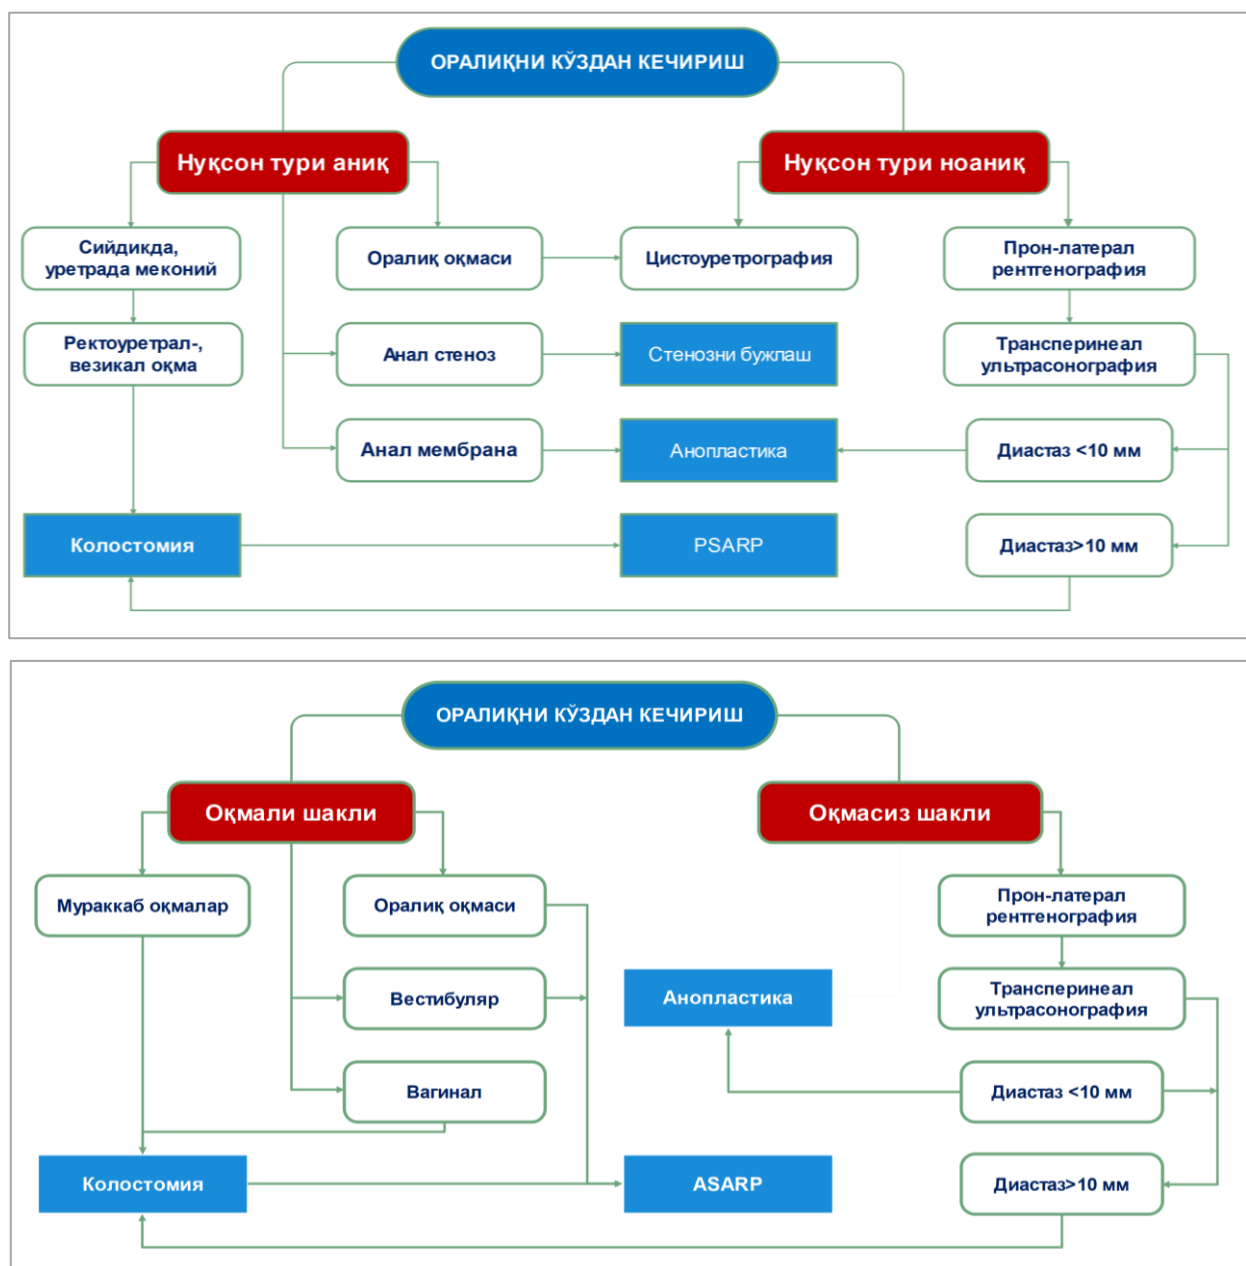 ОРАЛИҚНИ КЎЗДАН КЕЧИРИШ
Нуқсон тури аниқ
Нуқсон тури ноаниқ
Сийдикда,
уретрада меконий
Оралиқ оқмаси
Цистоуретрография
Прон-латерал
рентгенография
Ректоуретрал-,
везикал оқма
Анал стеноз
Стенозни бужлаш
Трансперинеал
ультрасонография
Анал мембрана
Анопластика
Диастаз <10 мм
Колостомия
PSARP
Диастаз>10 мм
ОРАЛИҚНИ КЎЗДАН КЕЧИРИШ
Оқмали шакли
Оқмасиз шакли
Мураккаб оқмалар
Оралиқ оқмаси
Прон-латерал
рентгенография
Вестибуляр
Анопластика
Трансперинеал
ультрасонография
Вагинал
Диастаз <10 мм
Колостомия
ASARP
Диастаз>10 мм